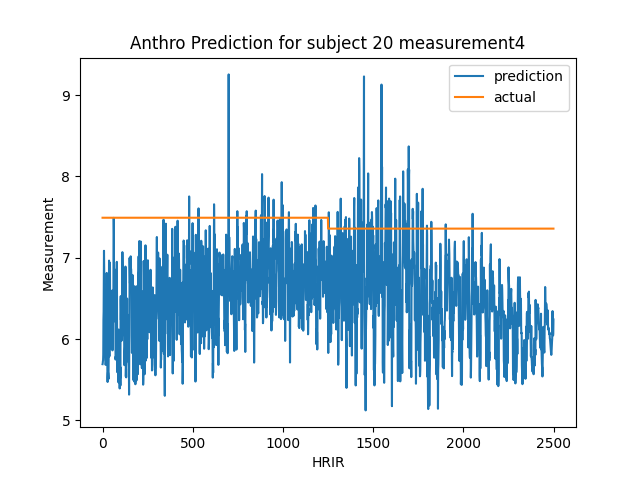 Anthro Prediction for subject 20 measurement4
prediction
actual
Measurement
9
8
7
6
5
0 500 1000 1500 2000 2500
HRIR